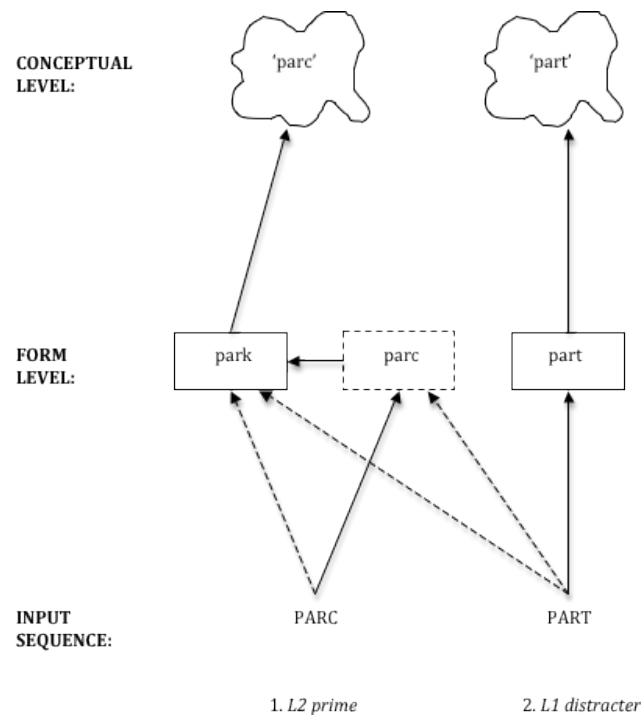 CONCEPTUAL
LEVEL:
'parc'
'part'
FORM
LEVEL:
park
parc
part
INPUT
SEQUENCE:
PARC
PART
1. L2 prime
2. L1 distracter